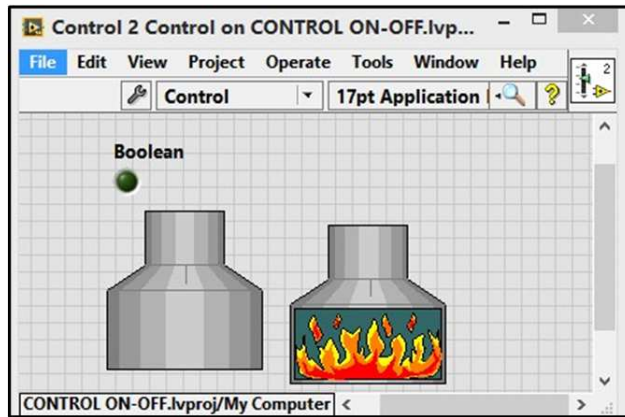 Control 2 Control on CONTROL ON-OFF.lvp...
File Edit View Project Operate Tools Window Help
2
Control 17pt Application
Boolean
CONTROL ON-OFF.lvproj/My Computer